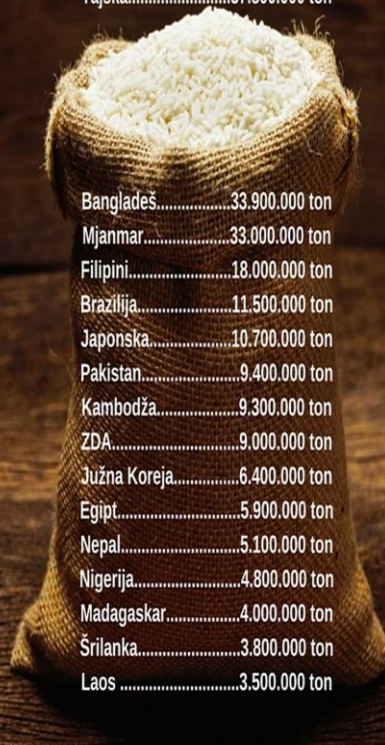 Bangladeš..................33.900.000 ton
Mjanmar.....................33.000.000 ton
Filipini.........................18.000.000 ton
Brazilija.......................11.500.000 ton
Japonska....................10.700.000 ton
Pakistan........................9.400.000 ton
Kambodža....................9.300.000 ton
ZDA...............................9.000.000 ton
Južna Koreja................6.400.000 ton
Egipt..............................5.900.000 ton
Nepal.............................5.100.000 ton
Nigerija..........................4.800.000 ton
Madagaskar..................4.000.000 ton
Šrilanka.........................3.800.000 ton
Laos .............................3.500.000 ton